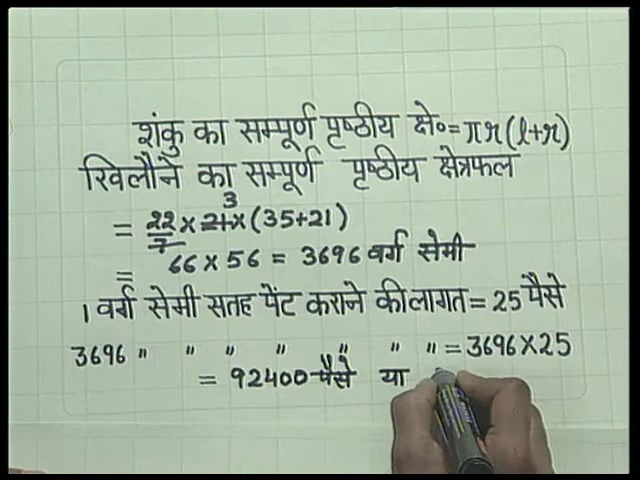 शंकु का सम्पूर्ण पृष्ठीय क्षे०=πr(l+r)
खिलौने का सम्पूर्ण पृष्ठीय क्षेत्रफल
3
= 22/7 × 21 × (35+21)
= 66 × 56 = 3696 वर्ग सेमी
1 वर्ग सेमी सतह पेंट कराने की लागत = 25 पैसे
3696 " " " " " " " = 3696 × 25
= 92400 पैसे या